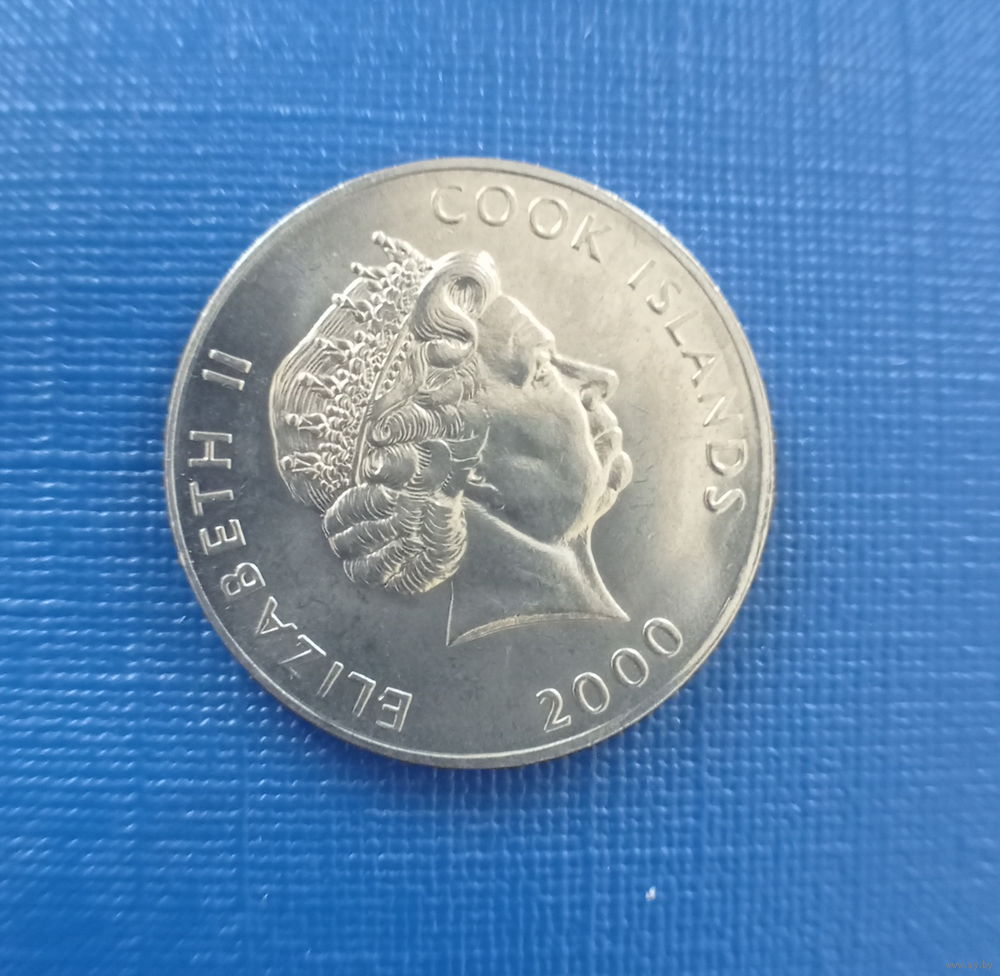 ELIZABETH II
COOK ISLANDS
2000